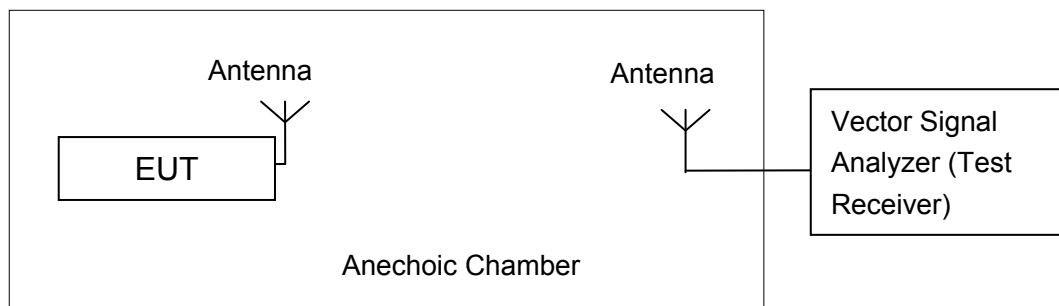 Antenna
Antenna
EUT
Vector Signal
Analyzer (Test
Receiver)
Anechoic Chamber